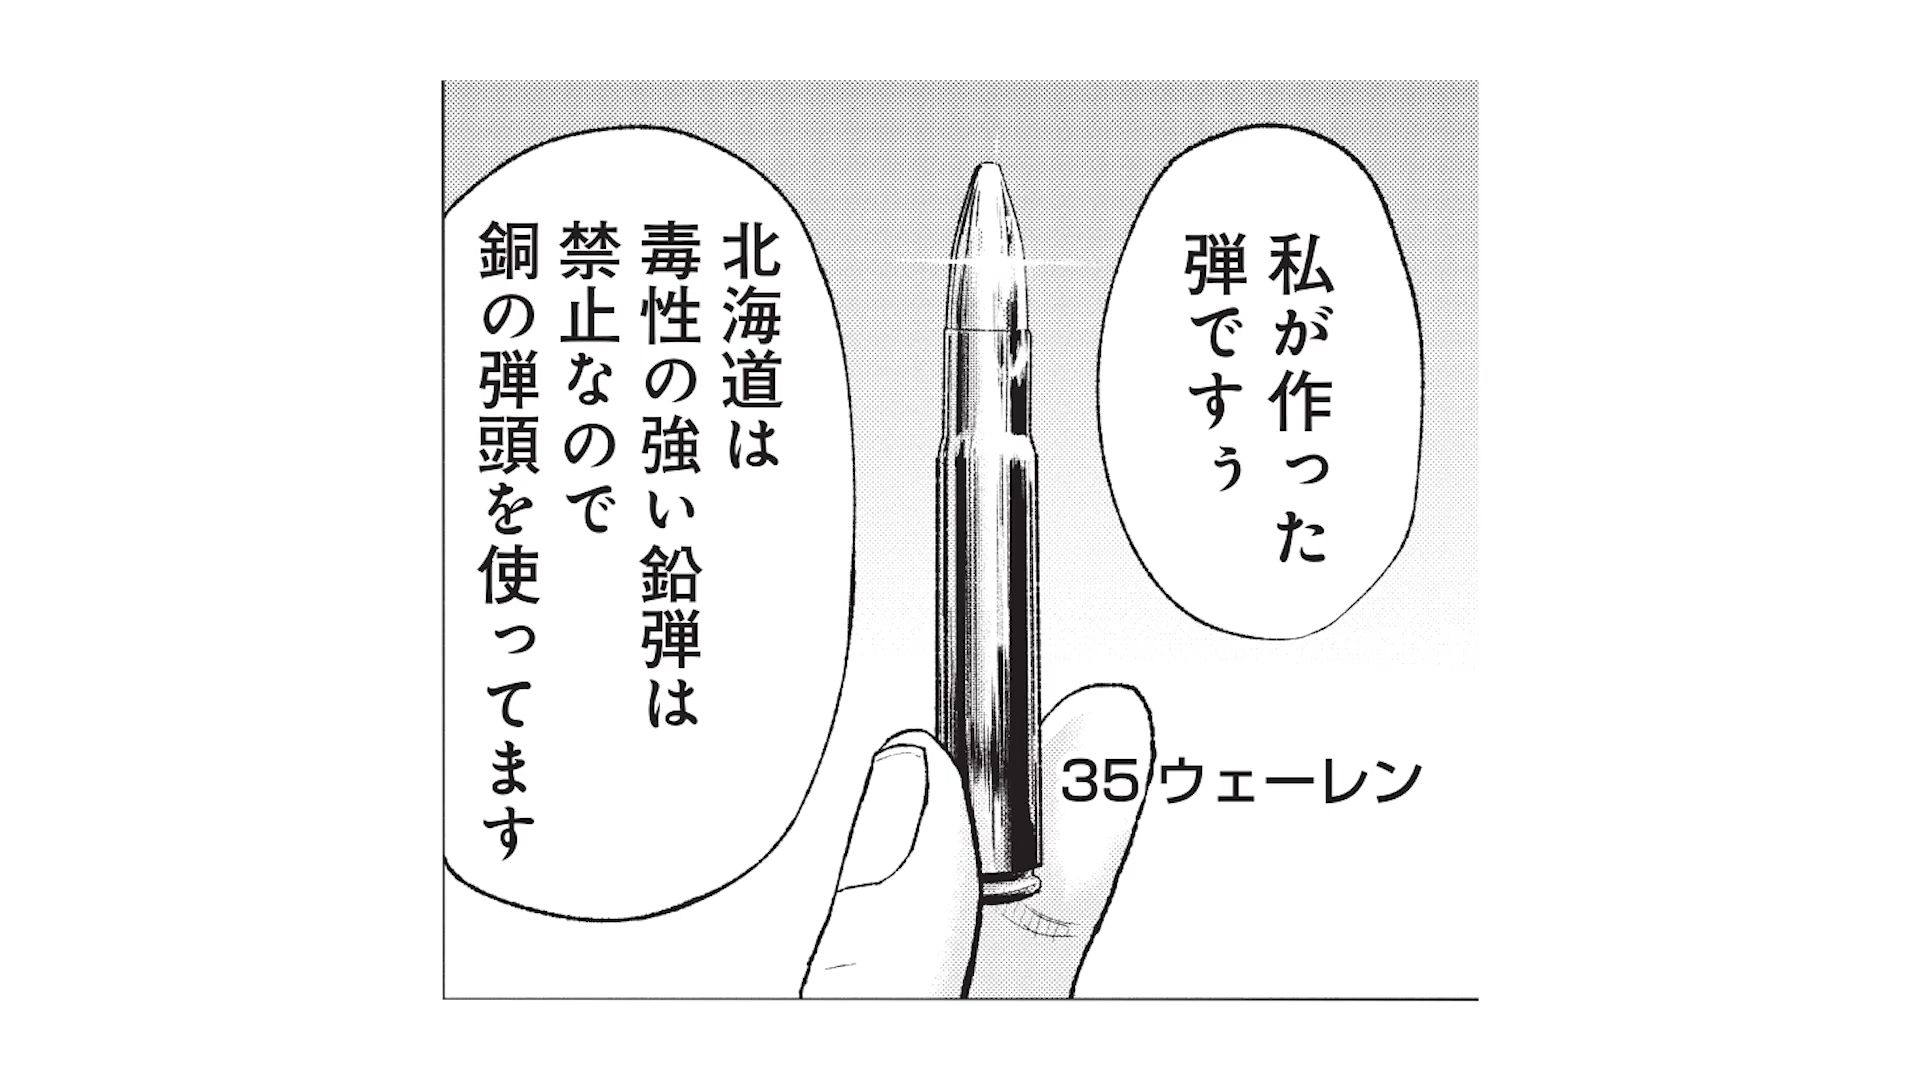 私が作った
弾ですぅ
北海道は
毒性の強い鉛弾は
禁止なので
銅の弾頭を使ってます
35ウェーレン